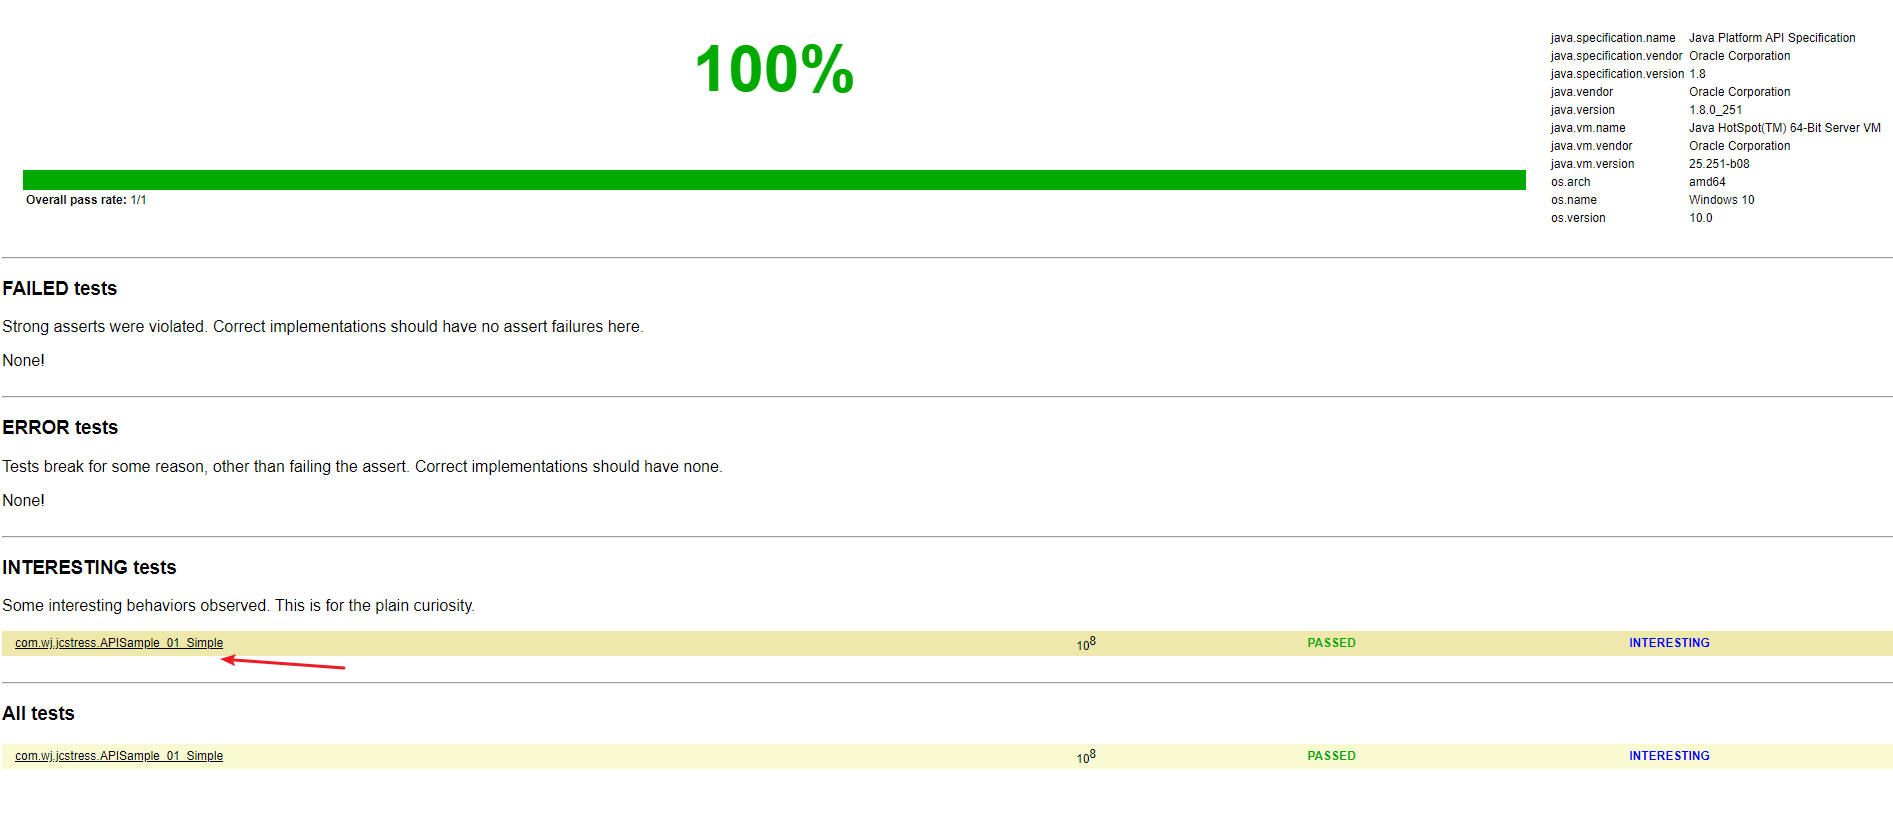 100%
java.specification.name Java Platform API Specification
java.specification.vendor Oracle Corporation
java.specification.version 1.8
java.vendor Oracle Corporation
java.version 1.8.0_251
java.vm.name Java HotSpot(TM) 64-Bit Server VM
java.vm.vendor Oracle Corporation
java.vm.version 25.251-b08
os.arch amd64
os.name Windows 10
os.version 10.0
Overall pass rate: 1/1
FAILED tests
Strong asserts were violated. Correct implementations should have no assert failures here.
None!
ERROR tests
Tests break for some reason, other than failing the assert. Correct implementations should have none.
None!
INTERESTING tests
Some interesting behaviors observed. This is for the plain curiosity.
com.wj.jcstress.APISample_01_Simple 10⁸ PASSED INTERESTING
All tests
com.wj.jcstress.APISample_01_Simple 10⁸ PASSED INTERESTING